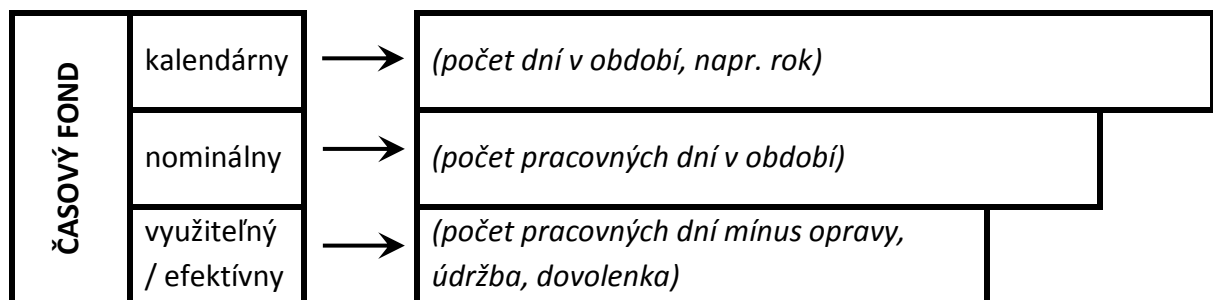 ČASOVÝ FOND
kalendárny
(počet dní v období, napr. rok)
nominálny
(počet pracovných dní v období)
využiteľný
/ efektívny
(počet pracovných dní mínus opravy,
údržba, dovolenka)